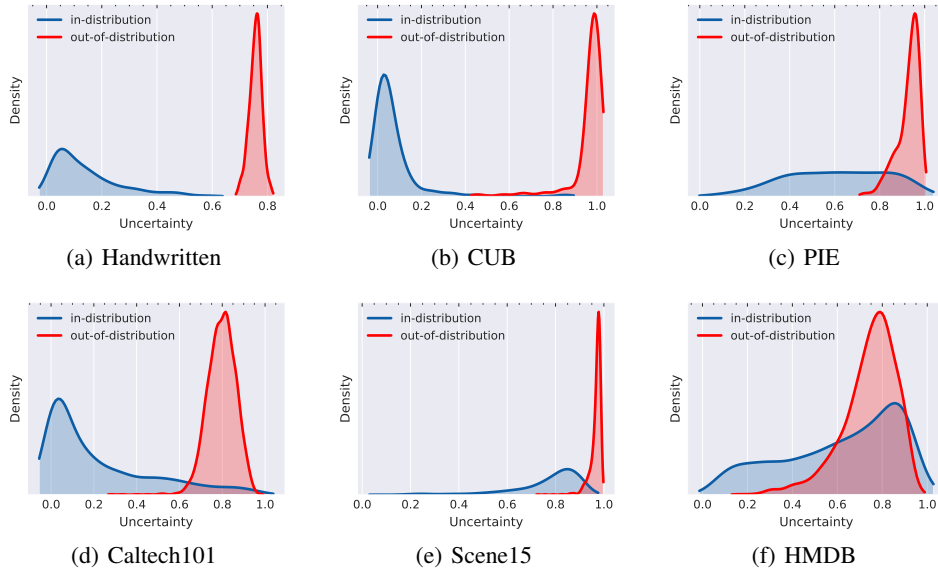 in-distribution
out-of-distribution
Density
0.0 0.2 0.4 0.6 0.8
Uncertainty
(a) Handwritten
in-distribution
out-of-distribution
Density
0.0 0.2 0.4 0.6 0.8 1.0
Uncertainty
(b) CUB
in-distribution
out-of-distribution
Density
0.0 0.2 0.4 0.6 0.8 1.0
Uncertainty
(c) PIE
in-distribution
out-of-distribution
Density
0.0 0.2 0.4 0.6 0.8 1.0
Uncertainty
(d) Caltech101
in-distribution
out-of-distribution
Density
0.0 0.2 0.4 0.6 0.8 1.0
Uncertainty
(e) Scene15
in-distribution
out-of-distribution
Density
0.0 0.2 0.4 0.6 0.8 1.0
Uncertainty
(f) HMDB